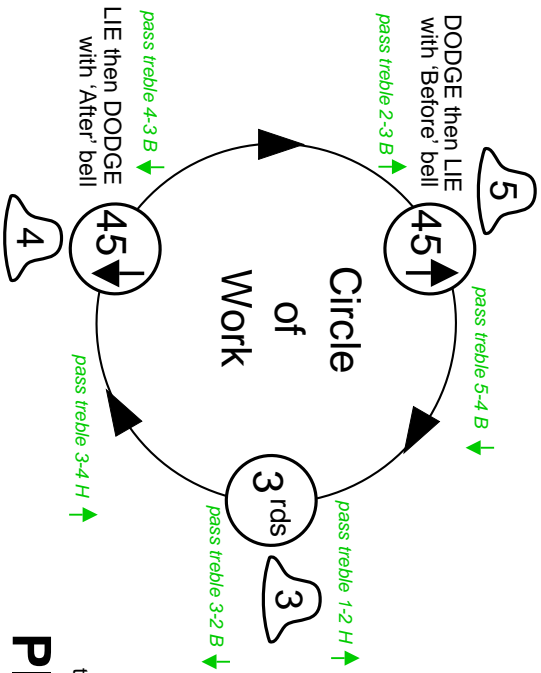 5
pass treble 5-4 B
DODGE then LIE
with 'Before' bell
45
pass treble 2-3 B
Circle
of
Work
pass treble 1-2 H
3 rds
3
pass treble 3-2 B
pass treble 4-3 B
LIE then DODGE
with 'After' bell
45
pass treble 3-4 H
4
t
P